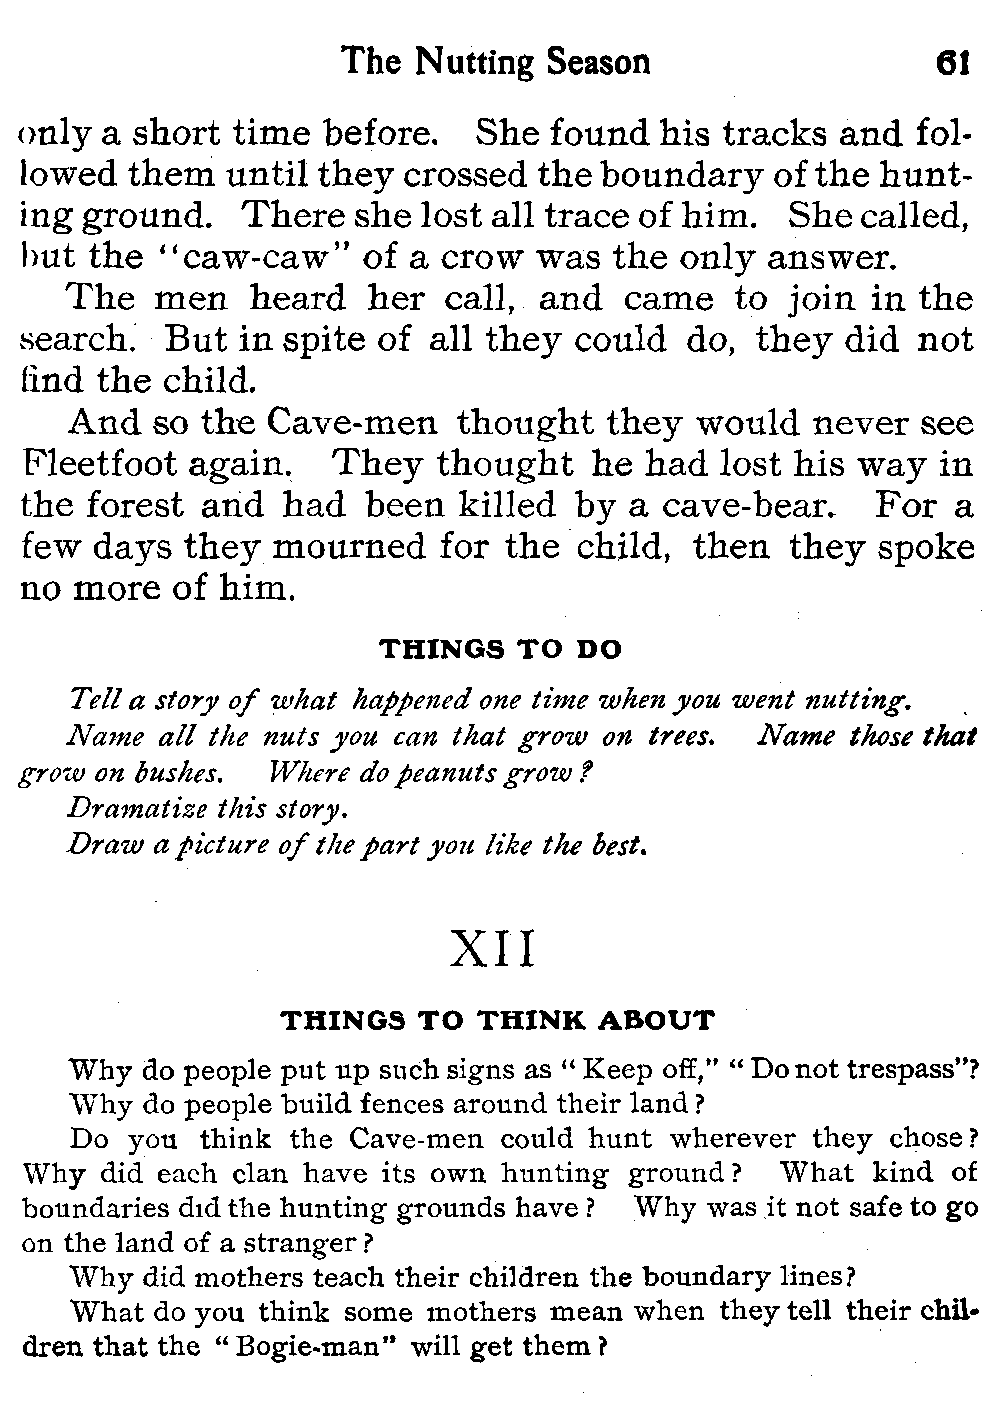 The Nutting Season 61
only a short time before. She found his tracks and fol-
lowed them until they crossed the boundary of the hunt-
ing ground. There she lost all trace of him. She called,
but the "caw-caw" of a crow was the only answer.
The men heard her call, and came to join in the
search. But in spite of all they could do, they did not
find the child.
And so the Cave-men thought they would never see
Fleetfoot again. They thought he had lost his way in
the forest and had been killed by a cave-bear. For a
few days they mourned for the child, then they spoke
no more of him.
THINGS TO DO
Tell a story of what happened one time when you went nutting.
Name all the nuts you can that grow on trees. Name those that
grow on bushes. Where do peanuts grow?
Dramatize this story.
Draw a picture of the part you like the best.
XII
THINGS TO THINK ABOUT
Why do people put up such signs as "Keep off," "Do not trespass"?
Why do people build fences around their land?
Do you think the Cave-men could hunt wherever they chose?
Why did each clan have its own hunting ground? What kind of
boundaries did the hunting grounds have? Why was it not safe to go
on the land of a stranger?
Why did mothers teach their children the boundary lines?
What do you think some mothers mean when they tell their chil-
dren that the "Bogie-man" will get them?